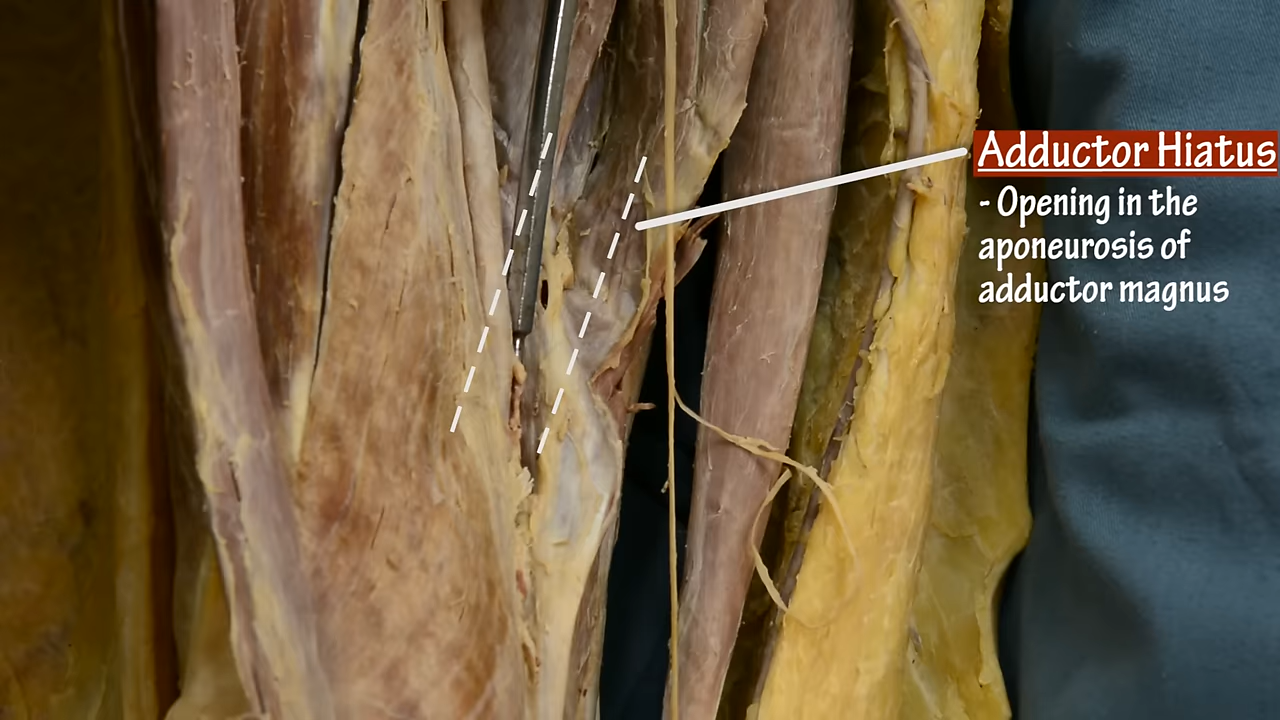 Adductor Hiatus
- Opening in the
aponeurosis of
adductor magnus